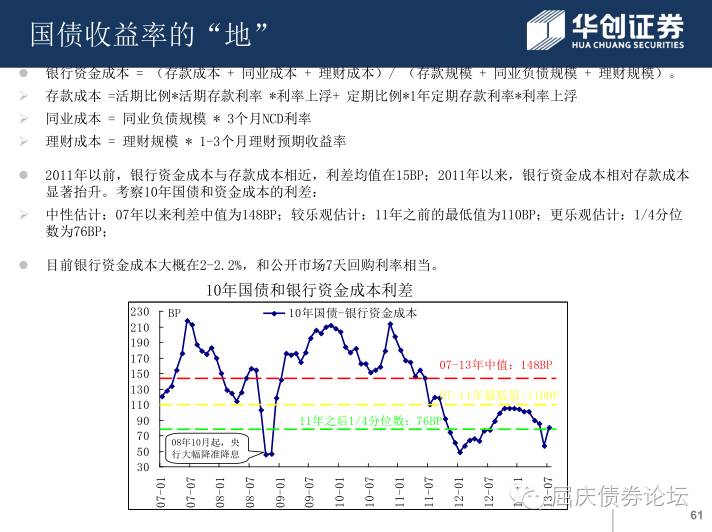 国债收益率的“地”
华创证券
HUA CHUANG SECURITIES
银行资金成本 = （存款成本 + 同业成本 + 理财成本）/ （存款规模 + 同业负债规模 + 理财规模）。
存款成本 =活期比例*活期存款利率 *利率上浮+ 定期比例*1年定期存款利率*利率上浮
同业成本 = 同业负债规模 * 3个月NCD利率
理财成本 = 理财规模 * 1-3个月理财预期收益率
2011年以前，银行资金成本与存款成本相近，利差均值在15BP；2011年以来，银行资金成本相对存款成本
显著抬升。考察10年国债和资金成本的利差：
中性估计：07年以来利差中值为148BP；较乐观估计：11年之前的最低值为110BP；更乐观估计：1/4分位
数为76BP；
目前银行资金成本大概在2-2.2%，和公开市场7天回购利率相当。
10年国债和银行资金成本利差
BP
10年国债-银行资金成本
230
210
190
170
150
130
110
90
70
50
30
07-13年中值：148BP
07-11年最低值:110BP
11年之后1/4分位数：76BP
08年10月起，央
行大幅降准降息
07-01
07-07
08-01
08-07
09-01
09-07
10-01
10-07
11-01
11-07
12-01
12-07
13-07
屈庆债券论坛
61